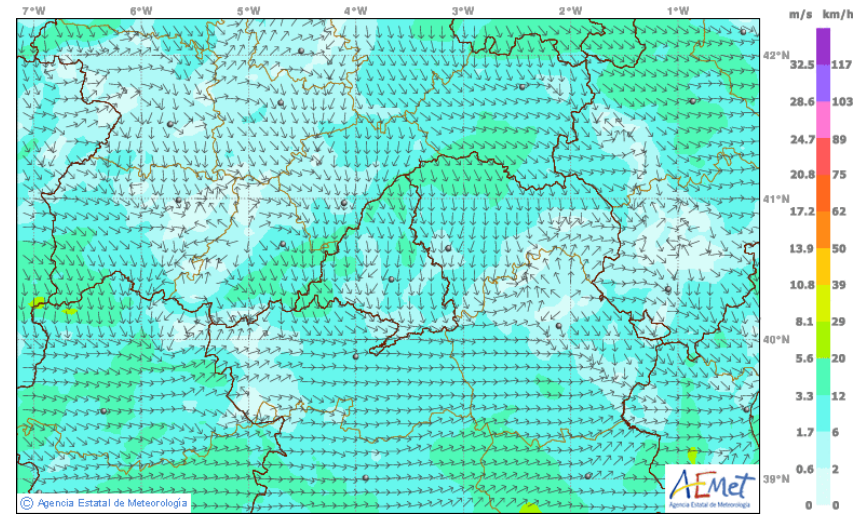 7°W 6°W 5°W 4°W 3°W 2°W 1°W
m/s km/h
42°N
32.5 117
28.6 103
24.7 89
20.8 75
41°N
17.2 62
13.9 50
10.8 39
8.1 29
40°N
5.6 20
3.3 12
1.7 6
0.6 2
39°N
0 0
AEMet
Agencia Estatal de Meteorología
© Agencia Estatal de Meteorología